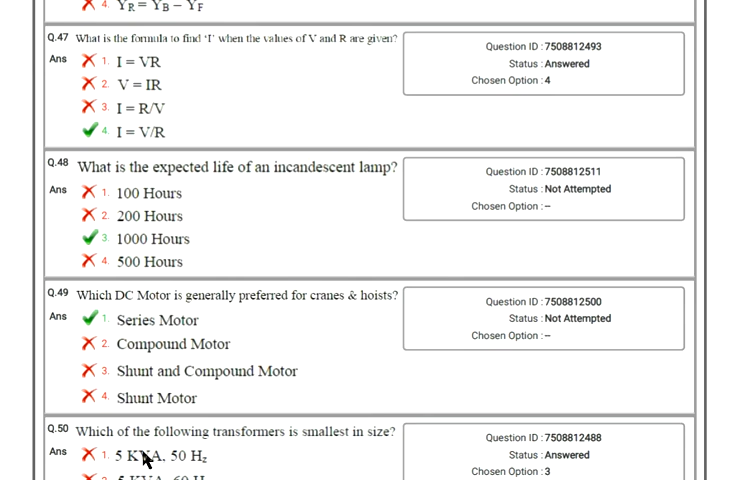 4. YR = YB – YF
Q.47 What is the formula to find 'I' when the values of V and R are given?
Ans 1. I = VR
2. V = IR
3. I = R/V
4. I = V/R
Question ID : 7508812493
Status : Answered
Chosen Option : 4
Q.48 What is the expected life of an incandescent lamp?
Ans 1. 100 Hours
2. 200 Hours
3. 1000 Hours
4. 500 Hours
Question ID : 7508812511
Status : Not Attempted
Chosen Option : --
Q.49 Which DC Motor is generally preferred for cranes & hoists?
Ans 1. Series Motor
2. Compound Motor
3. Shunt and Compound Motor
4. Shunt Motor
Question ID : 7508812500
Status : Not Attempted
Chosen Option : --
Q.50 Which of the following transformers is smallest in size?
Ans 1. 5 KVA, 50 Hz
Question ID : 7508812488
Status : Answered
Chosen Option : 3